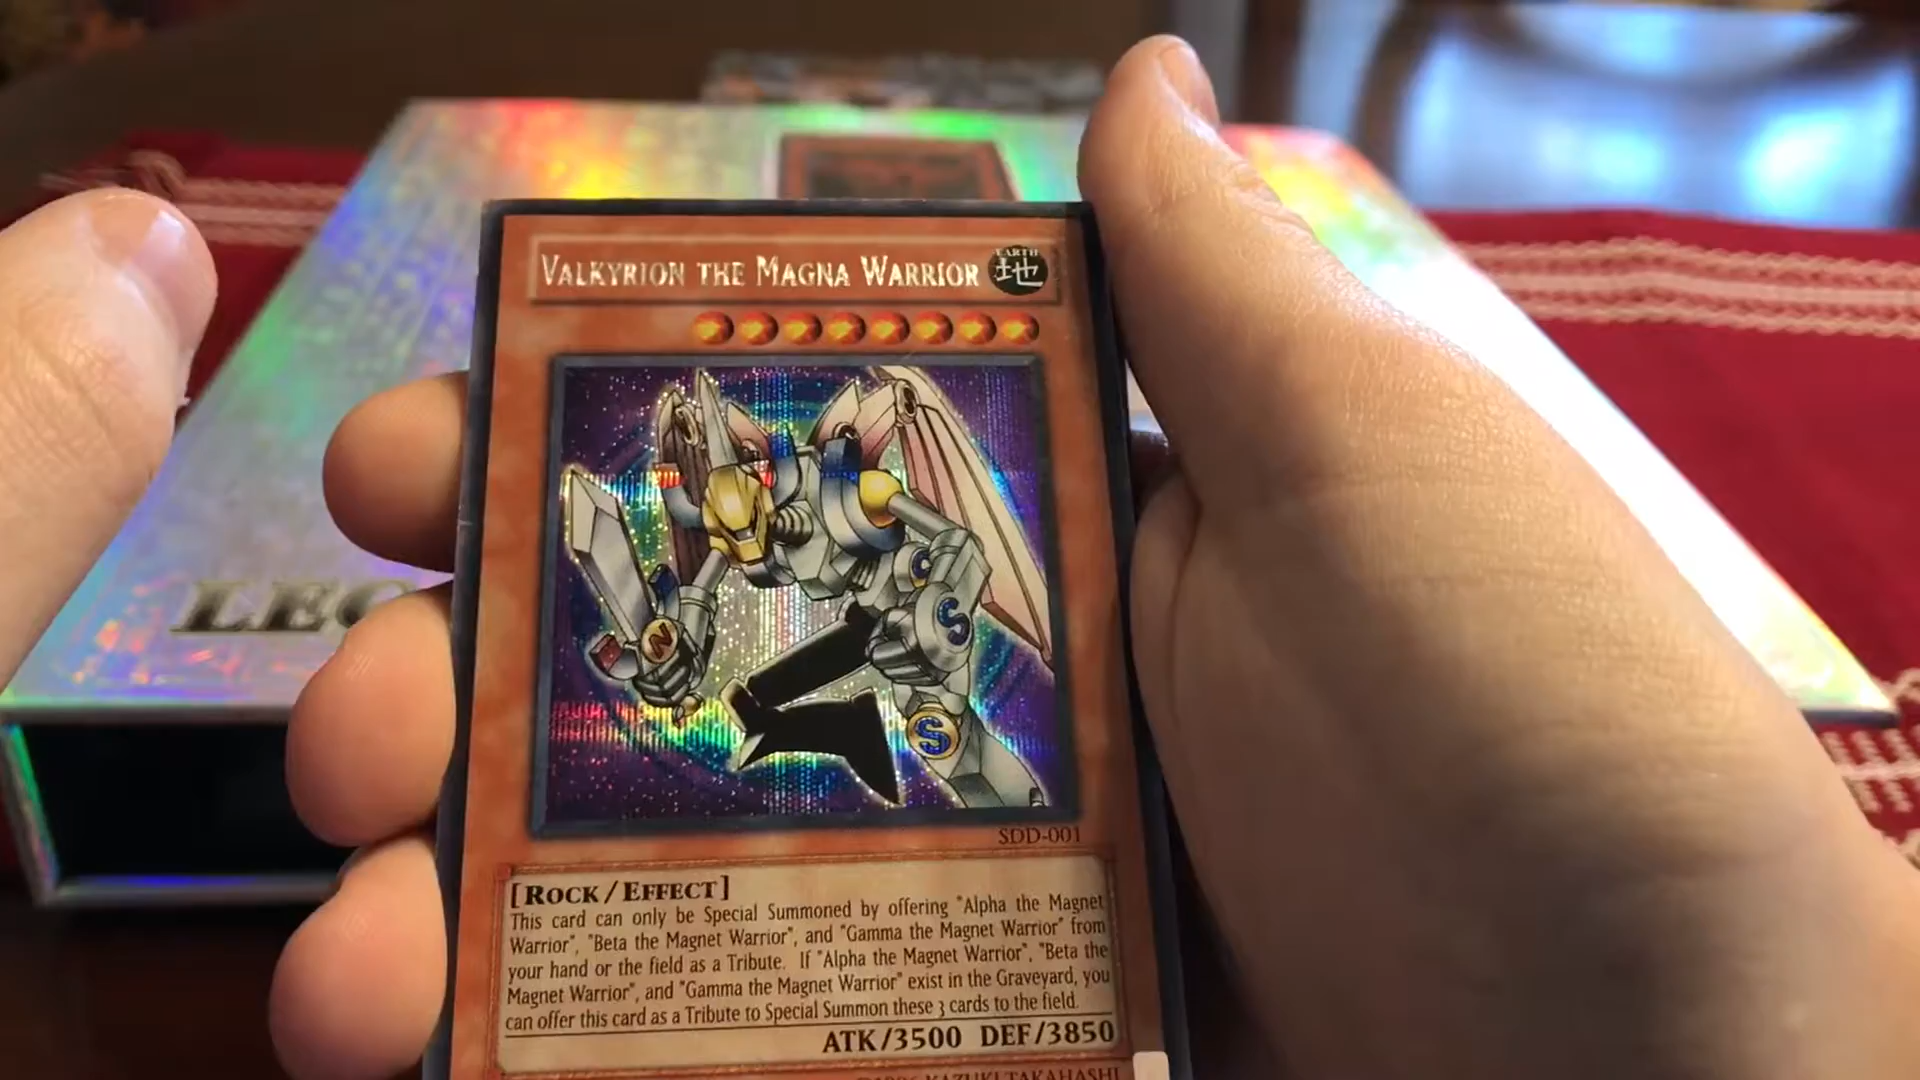 VALKYRION THE MAGNA WARRIOR
EARTH
地
LEG
N
C
S
S
SDD-001
[ROCK/EFFECT]
This card can only be Special Summoned by offering "Alpha the Magnet
Warrior", "Beta the Magnet Warrior", and "Gamma the Magnet Warrior" from
your hand or the field as a Tribute. If "Alpha the Magnet Warrior", "Beta the
Magnet Warrior", and "Gamma the Magnet Warrior" exist in the Graveyard, you
can offer this card as a Tribute to Special Summon these 3 cards to the field.
ATK/3500 DEF/3850
©1996 KAZUKI TAKAHASHI